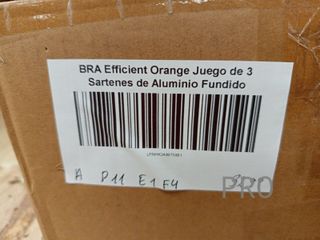 BRA Efficient Orange Juego de 3
Sartenes de Aluminio Fundido
A P11 E1 F4
PRO